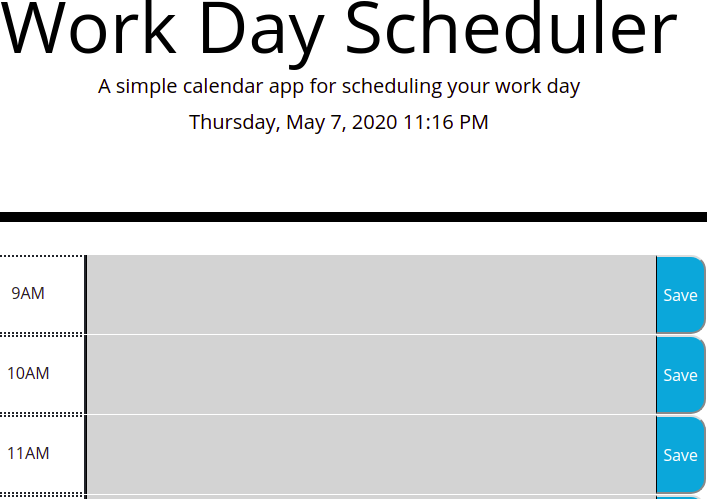 Work Day Scheduler
A simple calendar app for scheduling your work day
Thursday, May 7, 2020 11:16 PM
9AM
Save
10AM
Save
11AM
Save